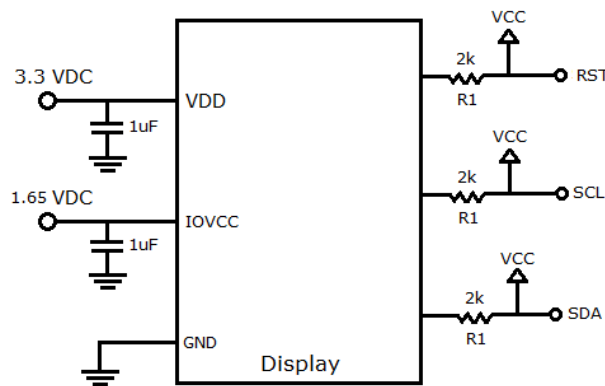 VCC
2k
R1
RST
3.3 VDC
VDD
1uF
VCC
2k
R1
SCL
1.65 VDC
IOVCC
1uF
VCC
2k
R1
SDA
GND
Display